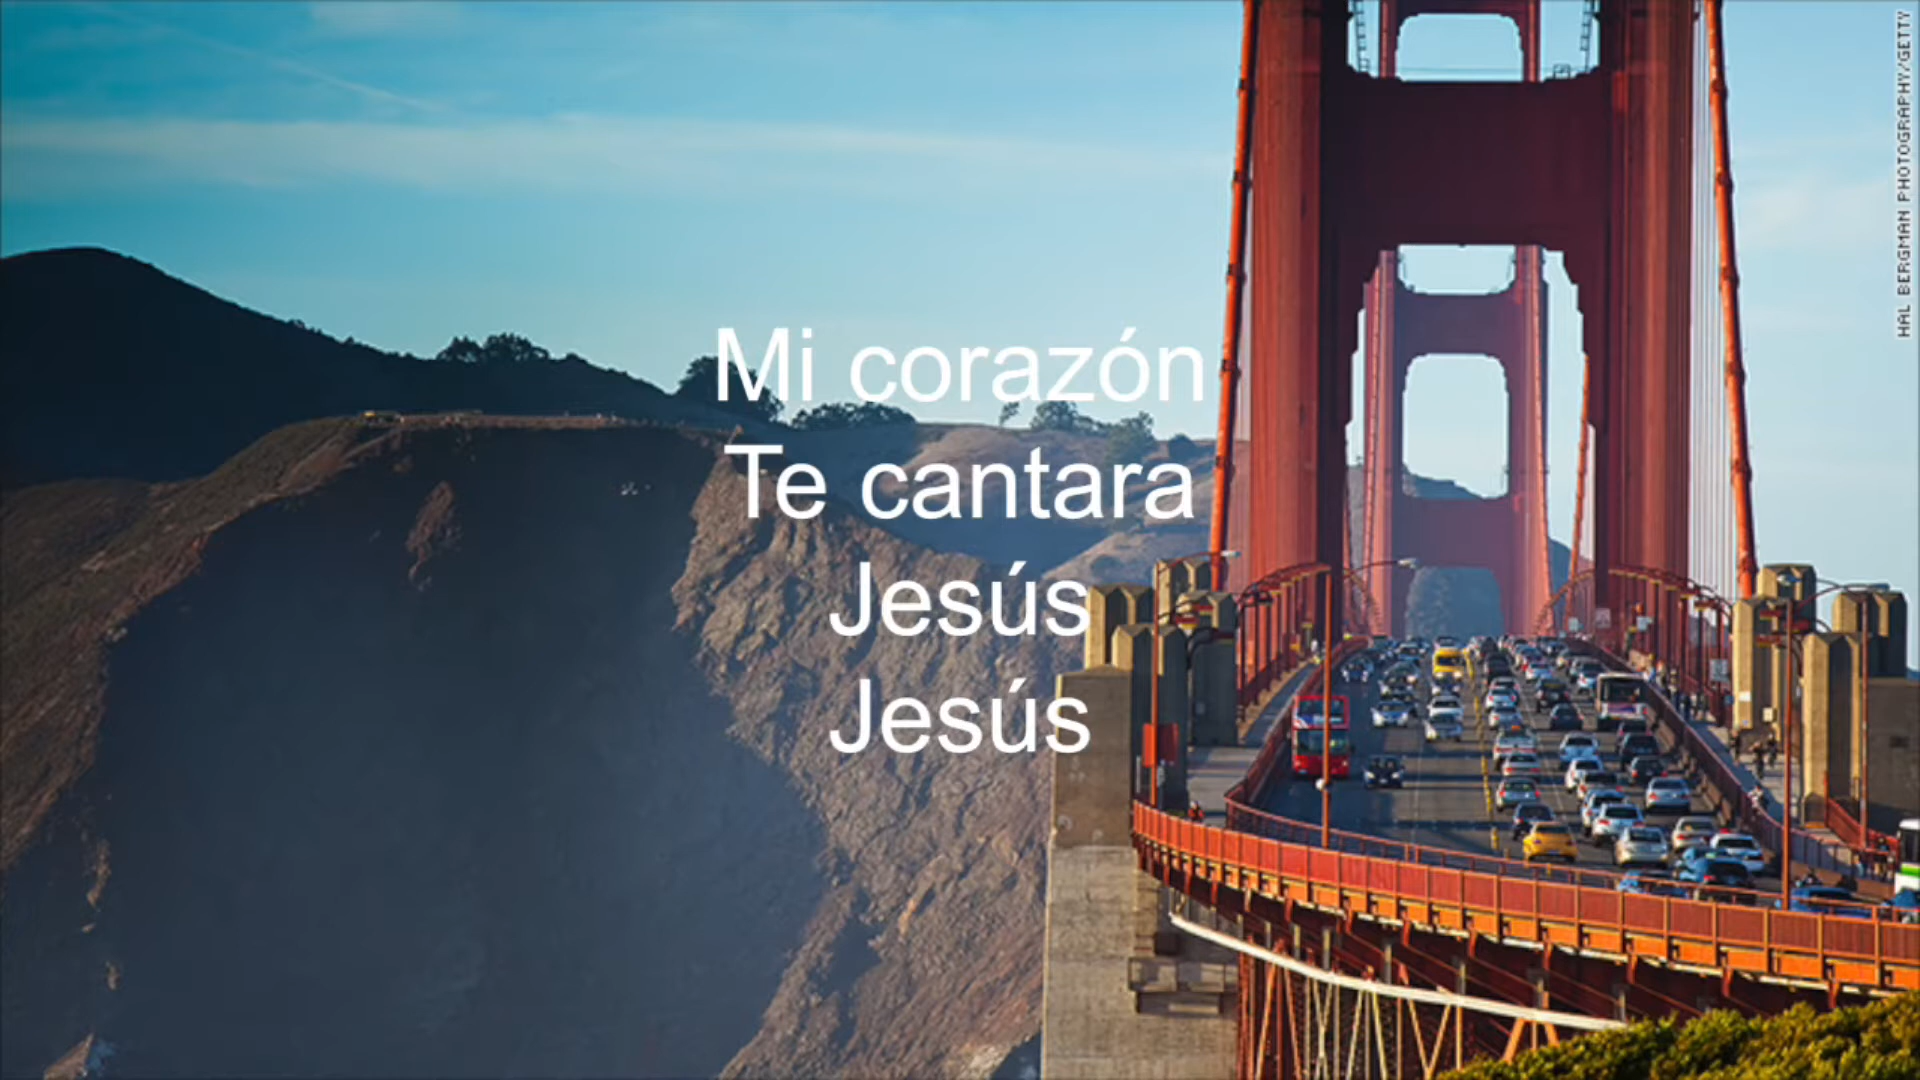 Mi corazón
Te cantara
Jesús
Jesús
HAL BERGMAN PHOTOGRAPHY/GETTY